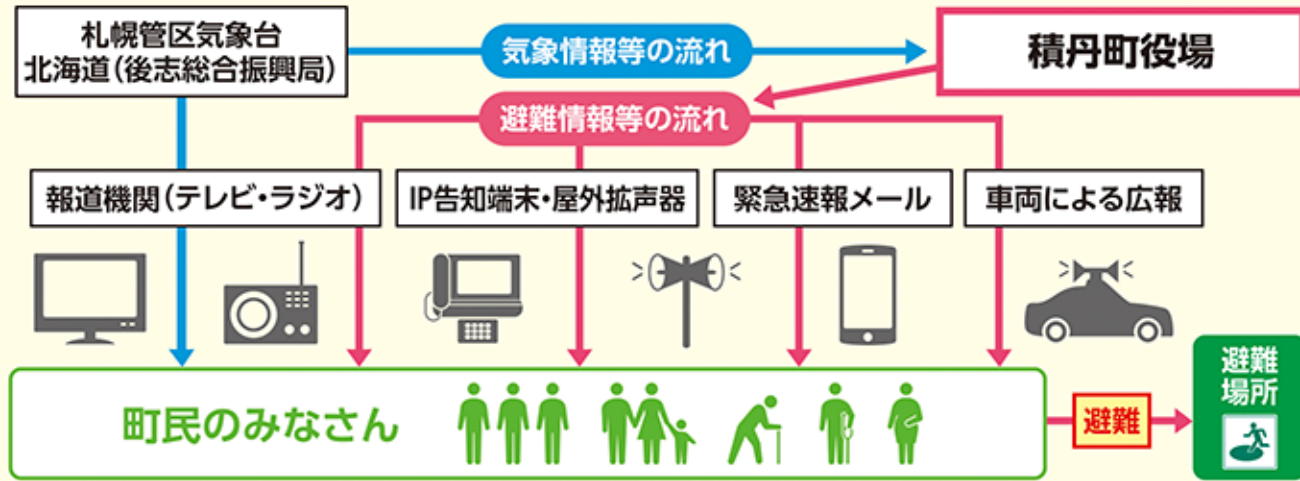 札幌管区気象台
北海道(後志総合振興局)
気象情報等の流れ
積丹町役場
避難情報等の流れ
報道機関(テレビ・ラジオ)
IP告知端末・屋外拡声器
緊急速報メール
車両による広報
町民のみなさん
避難
避難
場所